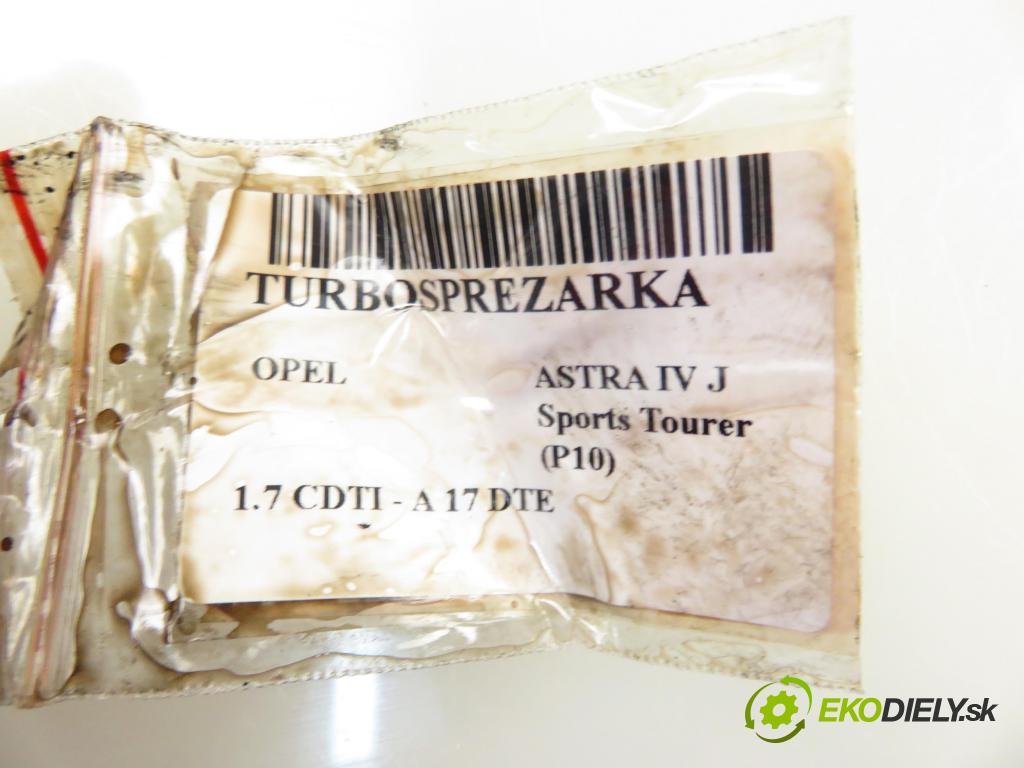 TURBOSPREZARKA
OPEL
ASTRA IV J
Sports Tourer
(P10)
1.7 CDTI - A 17 DTE
EKODIELY.sk